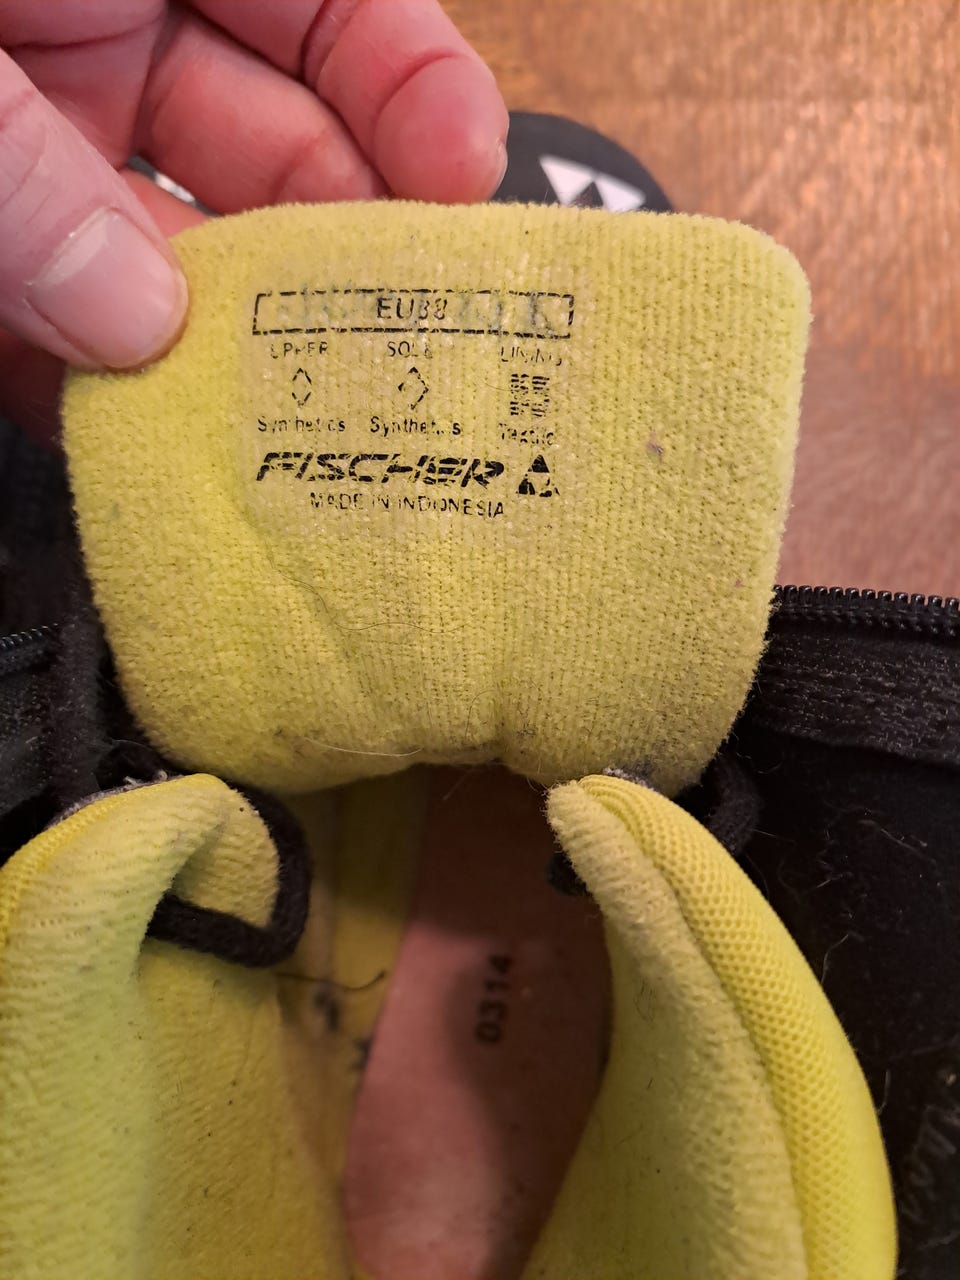 EU38
UPPER SOLE LINING
Synthetics Synthetics Textile
FISCHER
MADE IN INDONESIA
0314